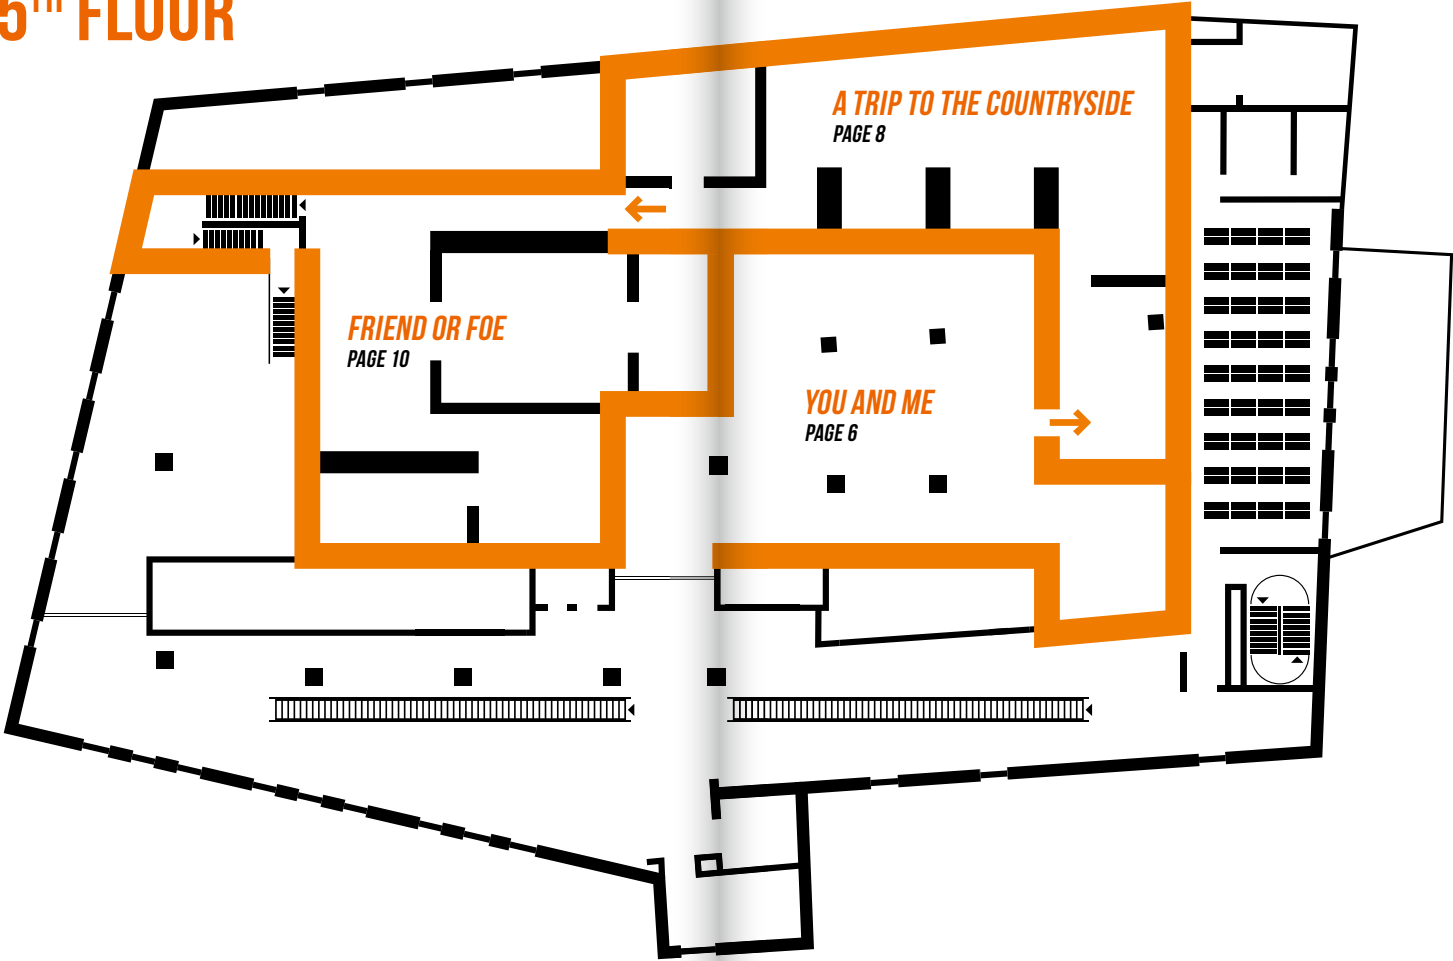 5TH FLOOR
A TRIP TO THE COUNTRYSIDE
PAGE 8
FRIEND OR FOE
PAGE 10
YOU AND ME
PAGE 6